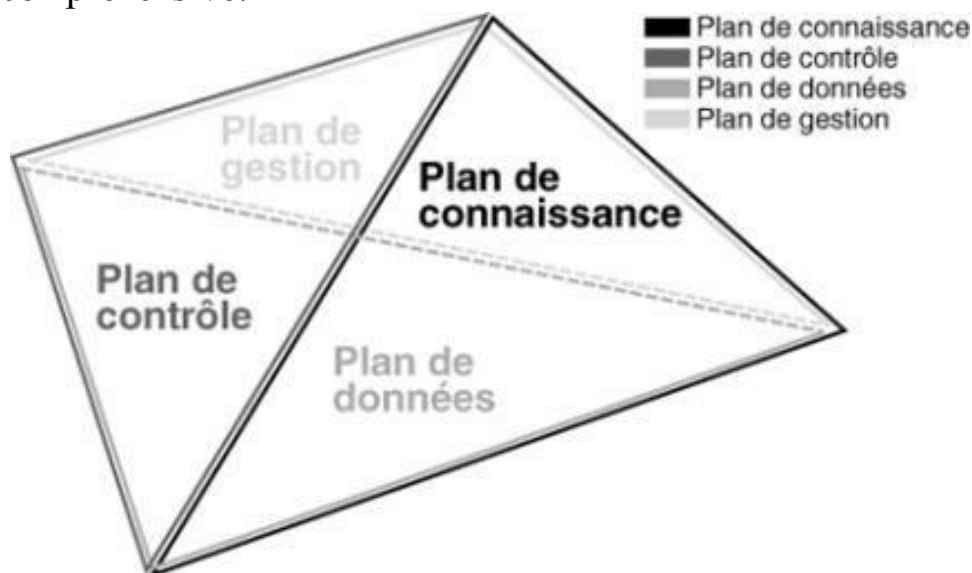 Plan de connaissance
Plan de contrôle
Plan de données
Plan de gestion
Plan de
gestion
Plan de
connaissance
Plan de
contrôle
Plan de
données